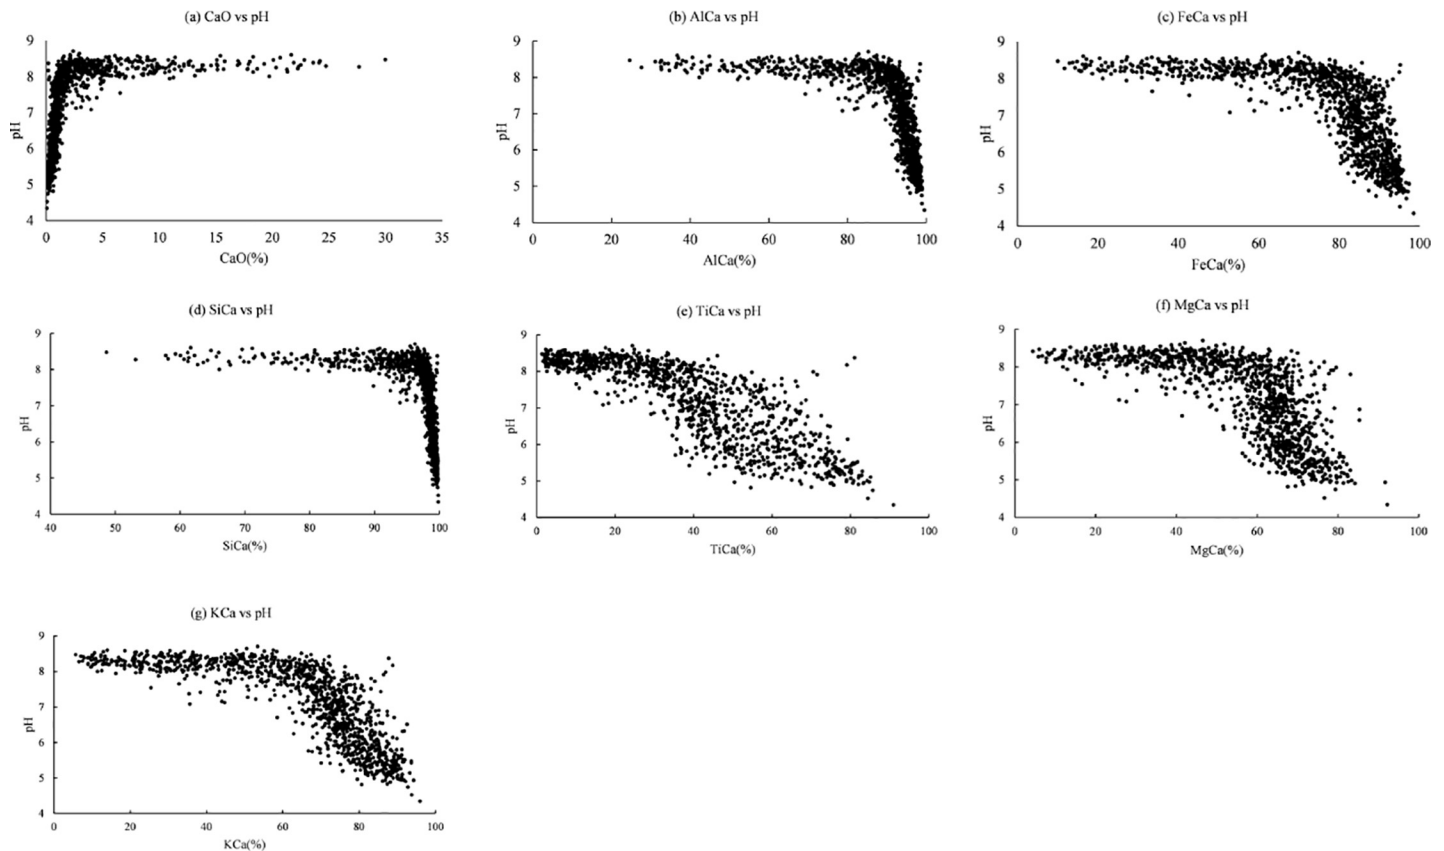 (a) CaO vs pH
9
8
7
6
5
4
pH
0 5 10 15 20 25 30 35
CaO(%)
(b) AlCa vs pH
9
8
7
6
5
4
pH
0 20 40 60 80 100
AlCa(%)
(c) FeCa vs pH
9
8
7
6
5
4
pH
0 20 40 60 80 100
FeCa(%)
(d) SiCa vs pH
9
8
7
6
5
4
pH
40 50 60 70 80 90 100
SiCa(%)
(e) TiCa vs pH
9
8
7
6
5
4
pH
0 20 40 60 80 100
TiCa(%)
(f) MgCa vs pH
9
8
7
6
5
4
pH
0 20 40 60 80 100
MgCa(%)
(g) KCa vs pH
9
8
7
6
5
4
pH
0 20 40 60 80 100
KCa(%)